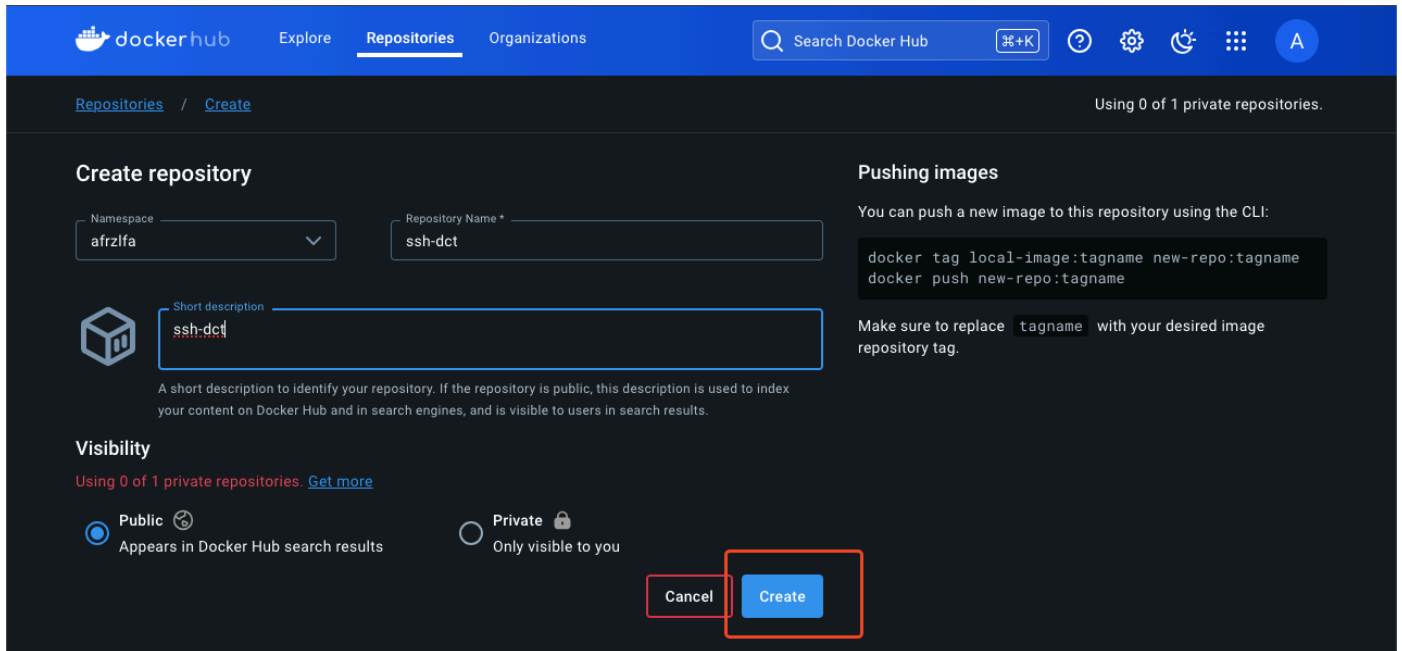 dockerhub Explore Repositories Organizations Search Docker Hub ⌘+K A
Repositories / Create Using 0 of 1 private repositories.
Create repository
Namespace
afrzlfa
Repository Name *
ssh-dct
Short description
ssh-dct
A short description to identify your repository. If the repository is public, this description is used to index
your content on Docker Hub and in search engines, and is visible to users in search results.
Visibility
Using 0 of 1 private repositories. Get more
Public
Appears in Docker Hub search results
Private
Only visible to you
Cancel Create
Pushing images
You can push a new image to this repository using the CLI:
docker tag local-image:tagname new-repo:tagname
docker push new-repo:tagname
Make sure to replace tagname with your desired image
repository tag.